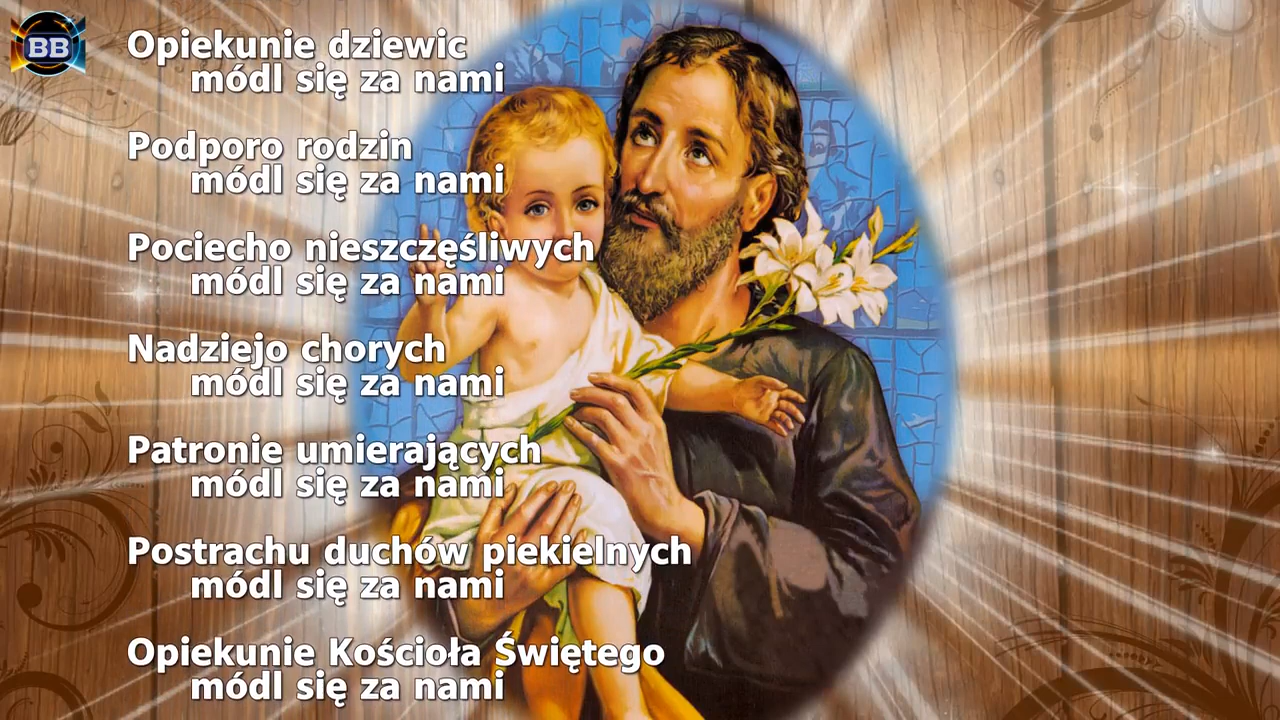 BB
Opiekunie dziewic
módl się za nami
Podporo rodzin
módl się za nami
Pociecho nieszczęśliwych
módl się za nami
Nadziejo chorych
módl się za nami
Patronie umierających
módl się za nami
Postrachu duchów piekielnych
módl się za nami
Opiekunie Kościoła Świętego
módl się za nami